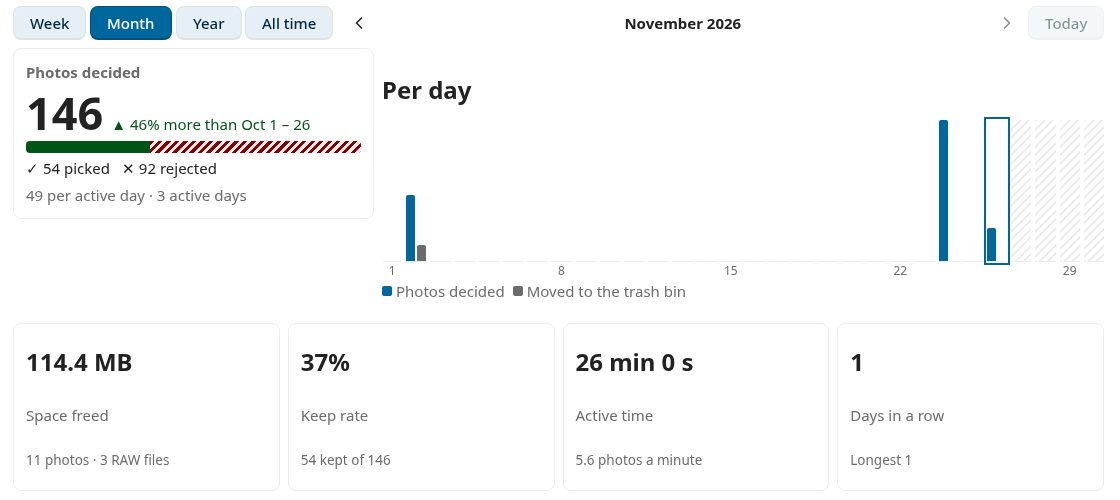 Week Month Year All time November 2026 Today
Photos decided
146 ▲ 46% more than Oct 1 – 26
✓ 54 picked ✕ 92 rejected
49 per active day · 3 active days
Per day
1 8 15 22 29
Photos decided Moved to the trash bin
114.4 MB
Space freed
11 photos · 3 RAW files
37%
Keep rate
54 kept of 146
26 min 0 s
Active time
5.6 photos a minute
1
Days in a row
Longest 1